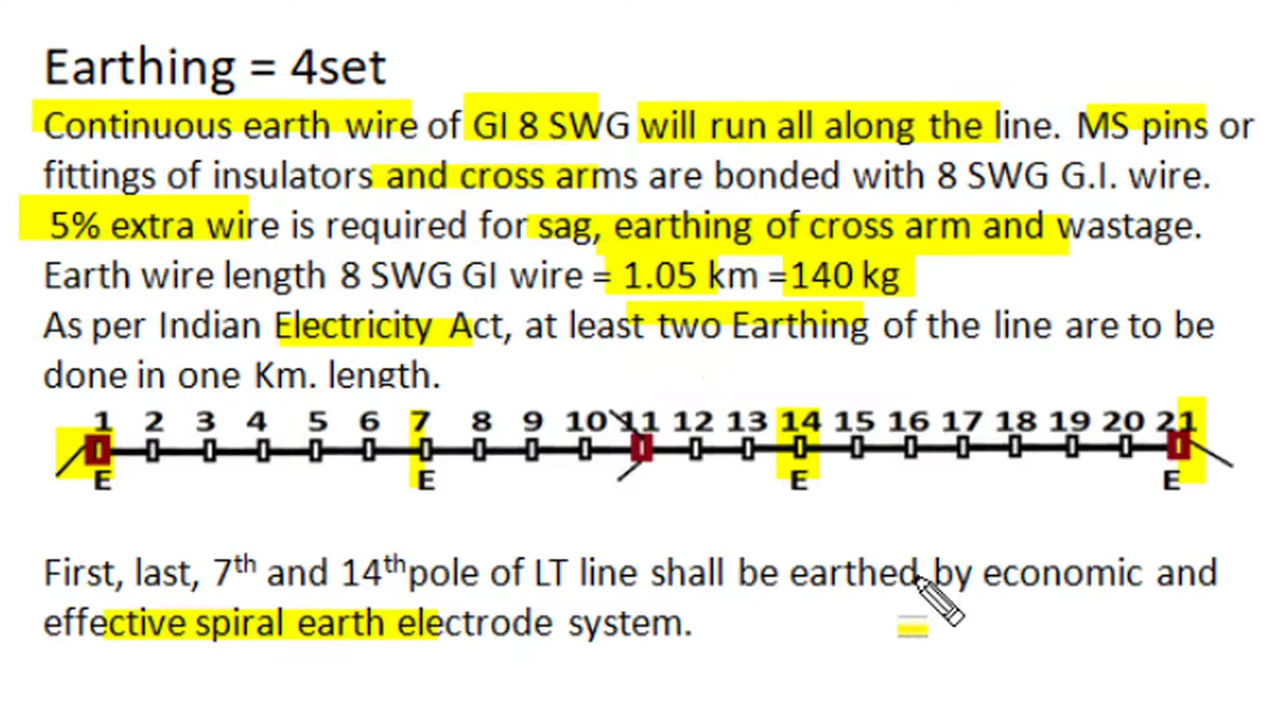 Earthing = 4set
Continuous earth wire of GI 8 SWG will run all along the line. MS pins or
fittings of insulators and cross arms are bonded with 8 SWG G.I. wire.
5% extra wire is required for sag, earthing of cross arm and wastage.
Earth wire length 8 SWG GI wire = 1.05 km =140 kg
As per Indian Electricity Act, at least two Earthing of the line are to be
done in one Km. length.
1 2 3 4 5 6 7 8 9 10 11 12 13 14 15 16 17 18 19 20 21
E E E E
First, last, 7th and 14thpole of LT line shall be earthed by economic and
effective spiral earth electrode system.